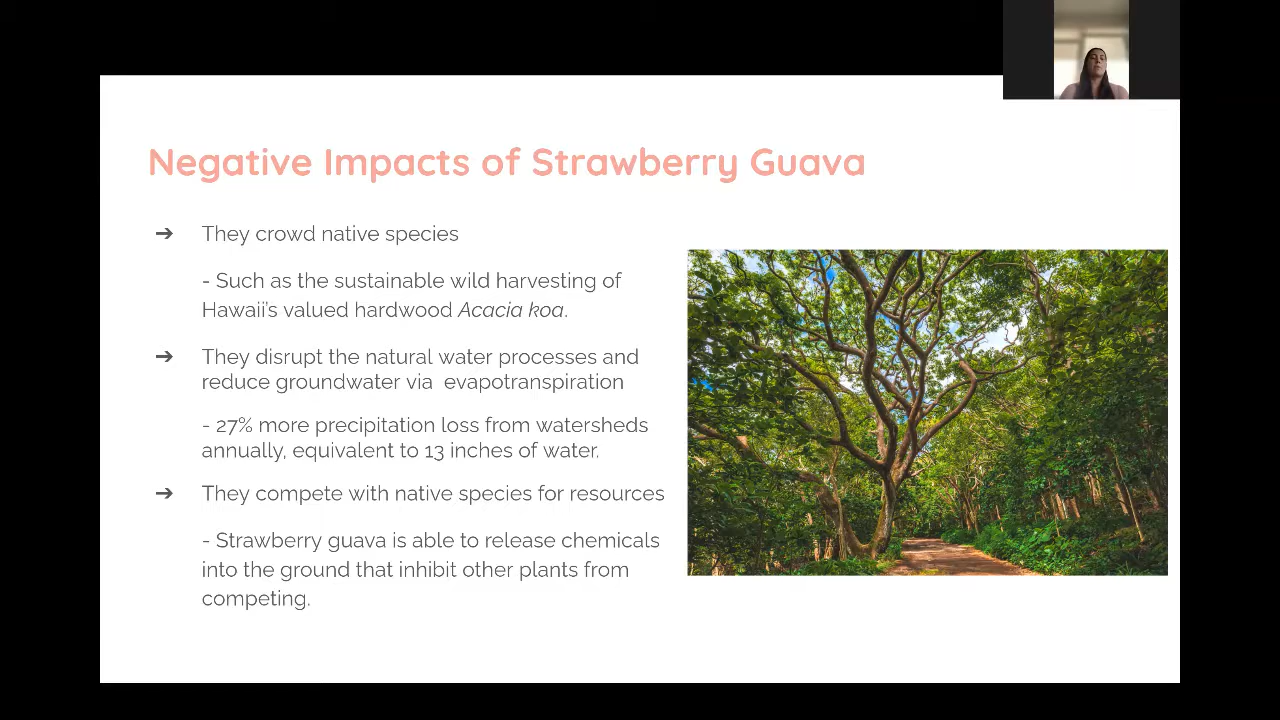 Negative Impacts of Strawberry Guava
➔ They crowd native species
- Such as the sustainable wild harvesting of
Hawaii's valued hardwood Acacia koa.
➔ They disrupt the natural water processes and
reduce groundwater via evapotranspiration
- 27% more precipitation loss from watersheds
annually, equivalent to 13 inches of water.
➔ They compete with native species for resources
- Strawberry guava is able to release chemicals
into the ground that inhibit other plants from
competing.